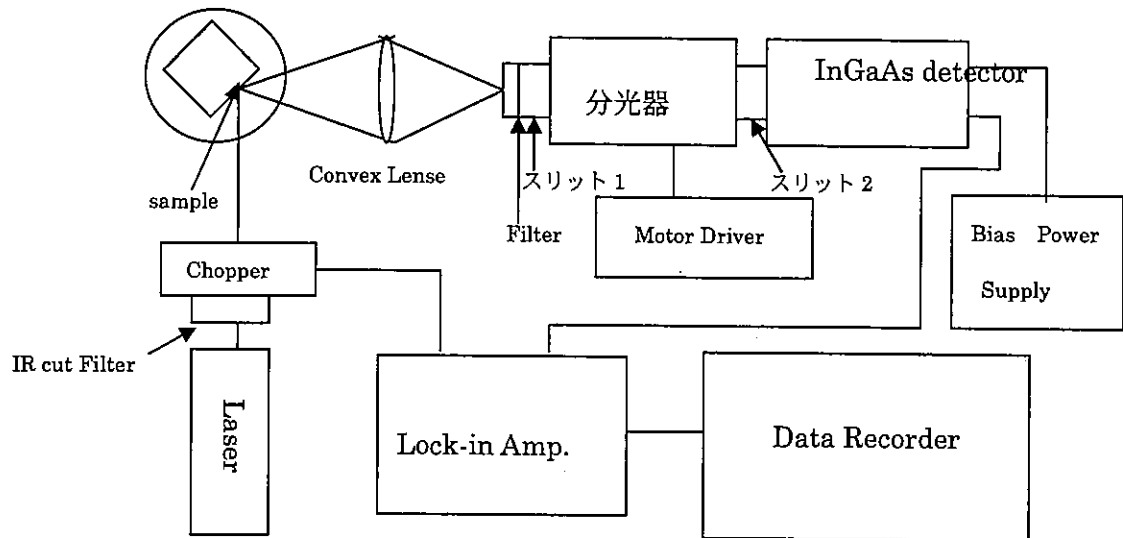 InGaAs detector
分光器
Convex Lense
スリット1
スリット2
sample
Filter
Motor Driver
Bias Power
Supply
Chopper
IR cut Filter
Laser
Lock-in Amp.
Data Recorder